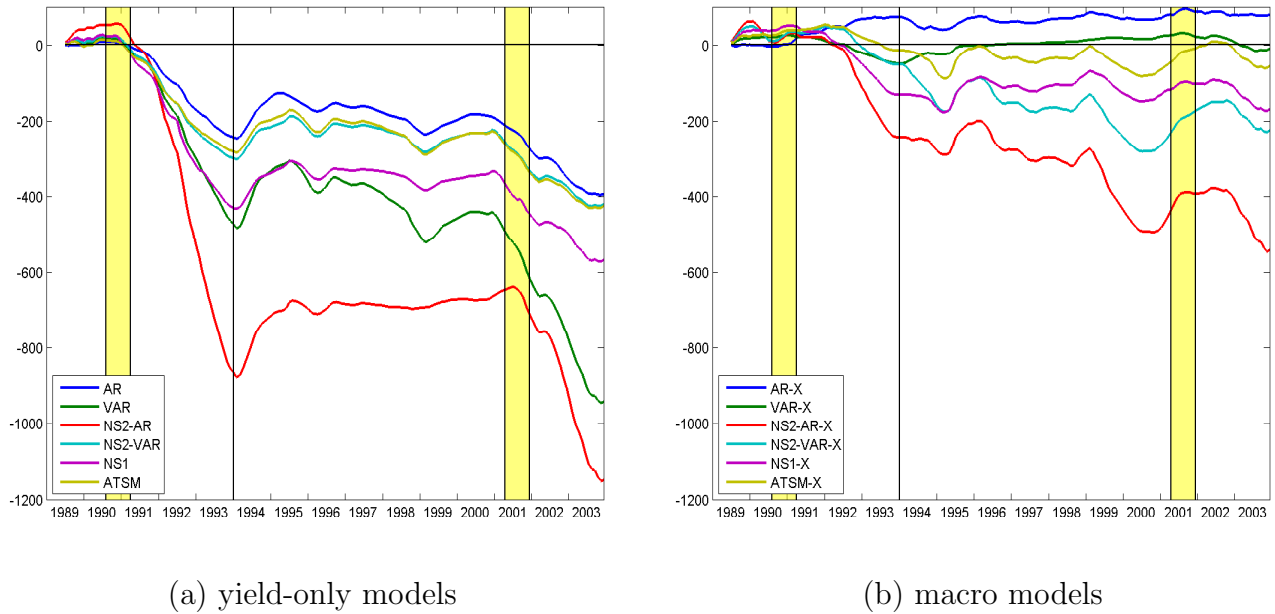 0
-200
-400
-600
-800
-1000
-1200
AR
VAR
NS2-AR
NS2-VAR
NS1
ATSM
1989 1990 1991 1992 1993 1994 1995 1996 1997 1998 1999 2000 2001 2002 2003
(a) yield-only models
0
-200
-400
-600
-800
-1000
-1200
AR-X
VAR-X
NS2-AR-X
NS2-VAR-X
NS1-X
ATSM-X
1989 1990 1991 1992 1993 1994 1995 1996 1997 1998 1999 2000 2001 2002 2003
(b) macro models